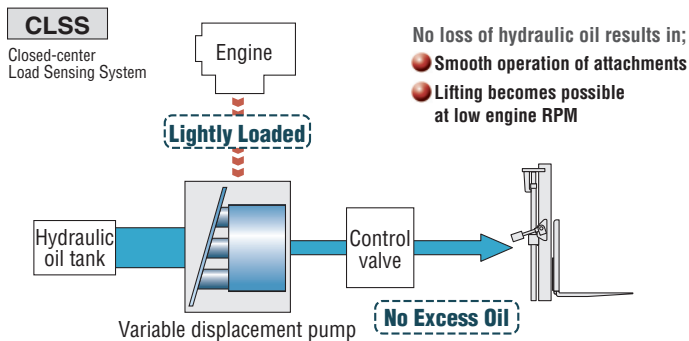 CLSS
Closed-center
Load Sensing System
Engine
No loss of hydraulic oil results in;
Smooth operation of attachments
Lifting becomes possible
at low engine RPM
Lightly Loaded
Hydraulic
oil tank
Control
valve
No Excess Oil
Variable displacement pump